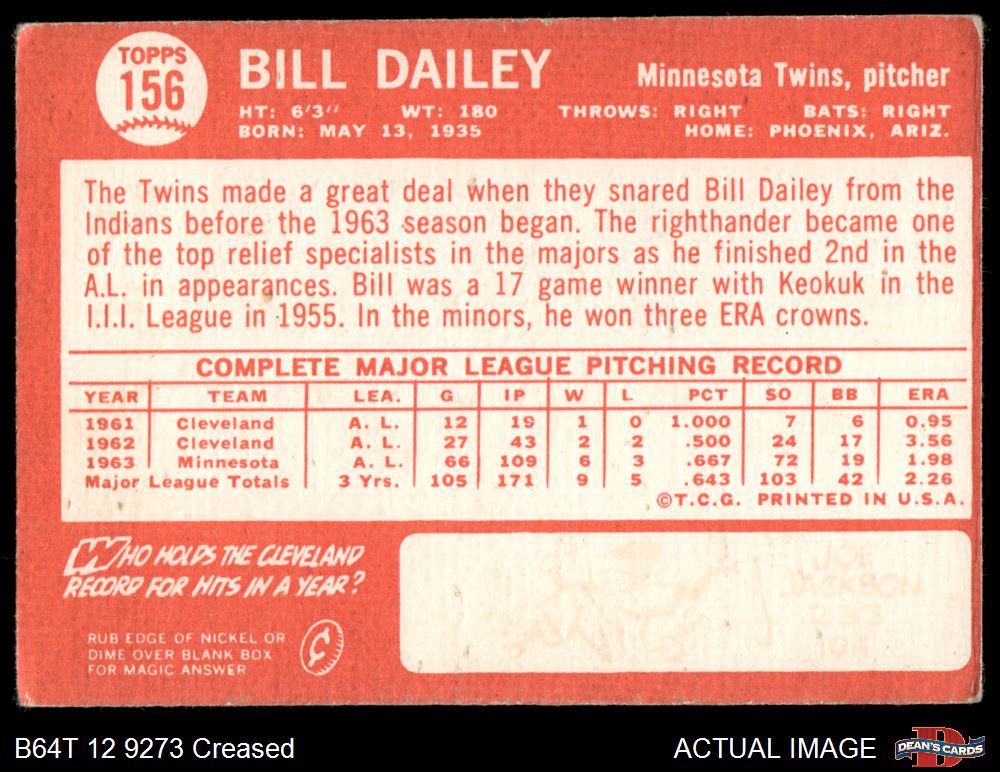 TOPPS
156
BILL DAILEY
Minnesota Twins, pitcher
HT: 6'3" WT: 180 THROWS: RIGHT BATS: RIGHT
BORN: MAY 13, 1935 HOME: PHOENIX, ARIZ.
The Twins made a great deal when they snared Bill Dailey from the
Indians before the 1963 season began. The righthander became one
of the top relief specialists in the majors as he finished 2nd in the
A.L. in appearances. Bill was a 17 game winner with Keokuk in the
I.I.I. League in 1955. In the minors, he won three ERA crowns.
COMPLETE MAJOR LEAGUE PITCHING RECORD
YEAR TEAM LEA. G IP W L PCT SO BB ERA
1961 Cleveland A. L. 12 19 1 0 1.000 7 6 0.95
1962 Cleveland A. L. 27 43 2 2 .500 24 17 3.56
1963 Minnesota A. L. 66 109 6 3 .667 72 19 1.98
Major League Totals 3 Yrs. 105 171 9 5 .643 103 42 2.26
©T.C.G. PRINTED IN U.S.A.
WHO HOLDS THE CLEVELAND
RECORD FOR HITS IN A YEAR?
RUB EDGE OF NICKEL OR
DIME OVER BLANK BOX
FOR MAGIC ANSWER
B64T 12 9273 Creased
ACTUAL IMAGE
DEAN'S CARDS